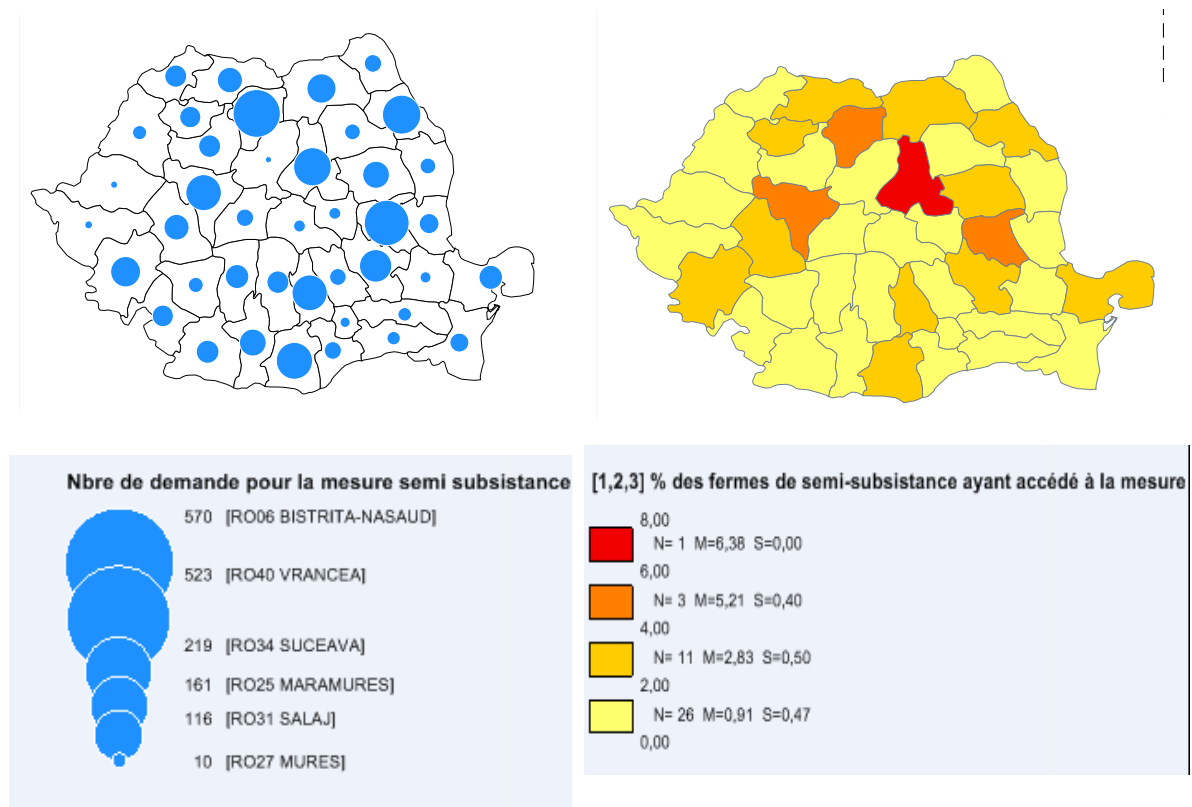 Nbre de demande pour la mesure semi subsistance
570 [RO06 BISTRITA-NASAUD]
523 [RO40 VRANCEA]
219 [RO34 SUCEAVA]
161 [RO25 MARAMURES]
116 [RO31 SALAJ]
10 [RO27 MURES]
[1,2,3] % des fermes de semi-subsistance ayant accédé à la mesure
8,00
N= 1 M=6,38 S=0,00
6,00
N= 3 M=5,21 S=0,40
4,00
N= 11 M=2,83 S=0,50
2,00
N= 26 M=0,91 S=0,47
0,00